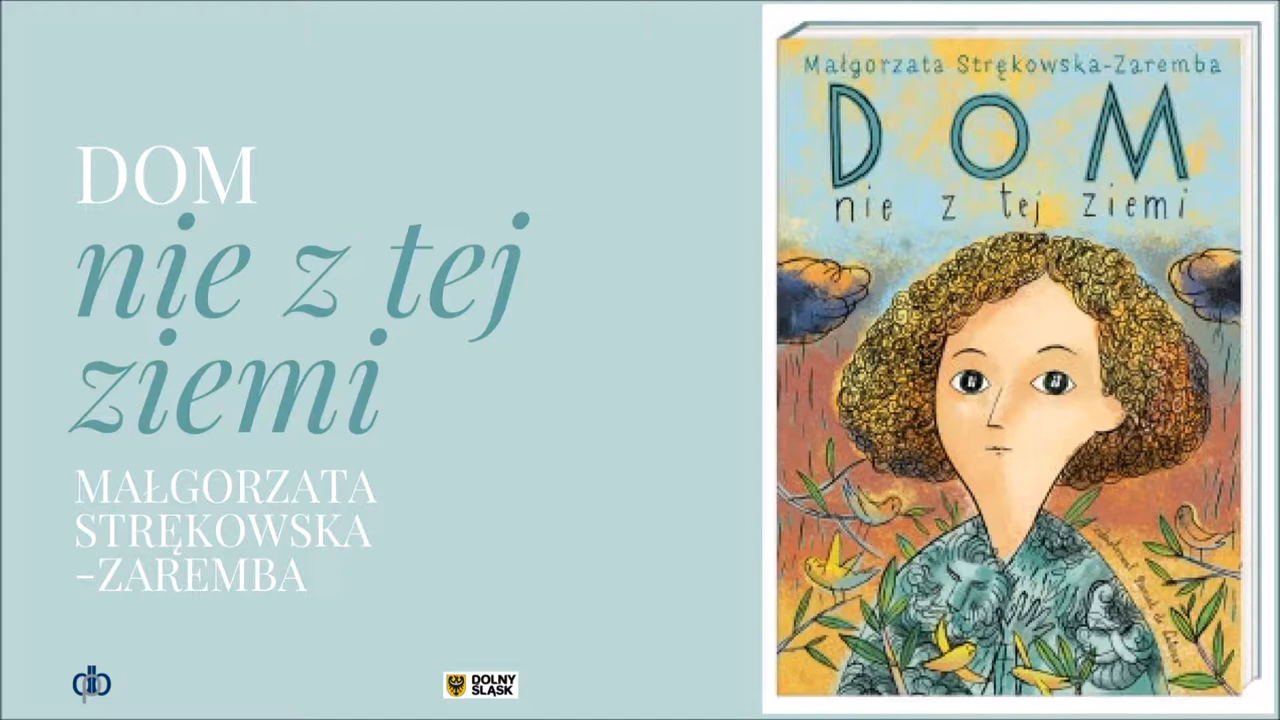 DOM
nie z tej
ziemi
MAŁGORZATA
STRĘKOWSKA
-ZAREMBA
DOLNY
ŚLĄSK
Małgorzata Strękowska-Zaremba
DOM
nie z tej ziemi